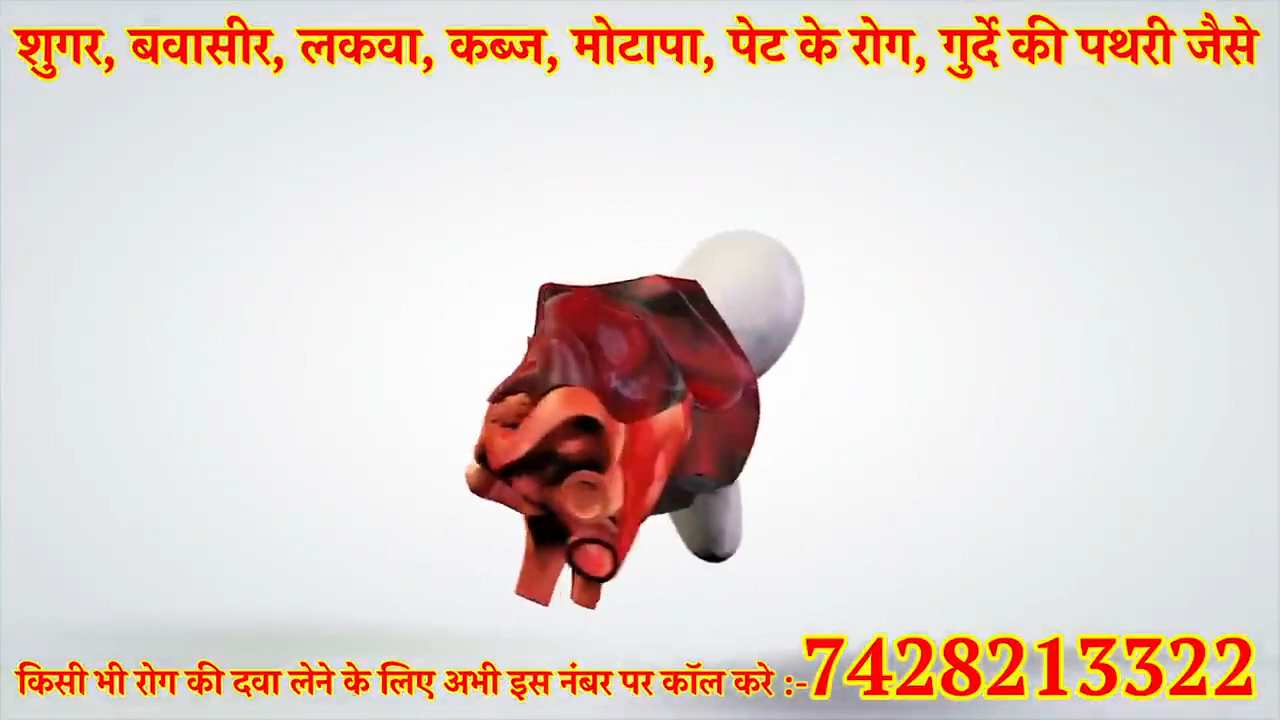 शुगर, बवासीर, लकवा, कब्ज, मोटापा, पेट के रोग, गुर्दे की पथरी जैसे
किसी भी रोग की दवा लेने के लिए अभी इस नंबर पर कॉल करे :-7428213322